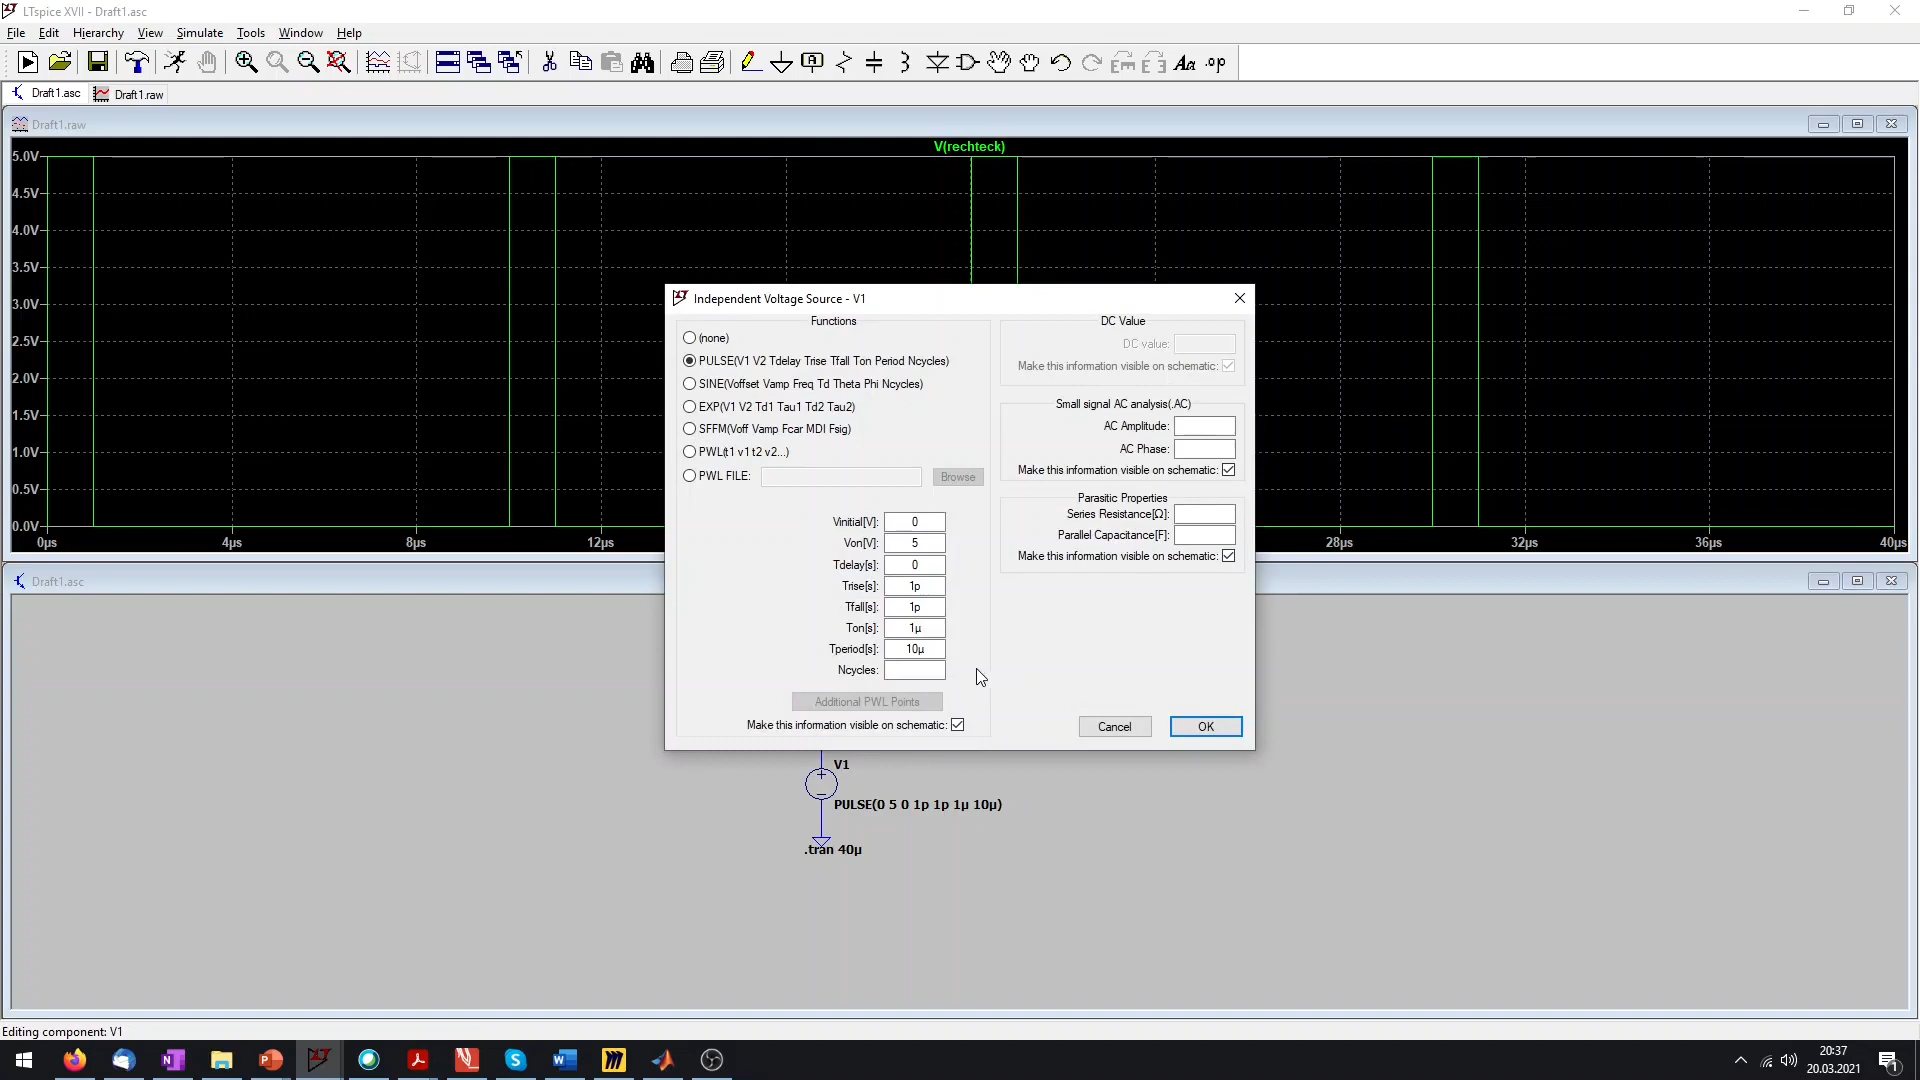 LTspice XVII - Draft1.asc
File Edit Hierarchy View Simulate Tools Window Help
Aa .op
Draft1.asc Draft1.raw
Draft1.raw
V(rechteck)
5.0V
4.5V
4.0V
3.5V
3.0V
2.5V
2.0V
1.5V
1.0V
0.5V
0.0V
0µs 4µs 8µs 12µs 28µs 32µs 36µs 40µs
Independent Voltage Source - V1
Functions
(none)
PULSE(V1 V2 Tdelay Trise Tfall Ton Period Ncycles)
SINE(Voffset Vamp Freq Td Theta Phi Ncycles)
EXP(V1 V2 Td1 Tau1 Td2 Tau2)
SFFM(Voff Vamp Fcar MDI Fsig)
PWL(t1 v1 t2 v2...)
PWL FILE: Browse
Vinitial[V]: 0
Von[V]: 5
Tdelay[s]: 0
Trise[s]: 1p
Tfall[s]: 1p
Ton[s]: 1µ
Tperiod[s]: 10µ
Ncycles:
Additional PWL Points
Make this information visible on schematic:
DC Value
DC value:
Make this information visible on schematic:
Small signal AC analysis(.AC)
AC Amplitude:
AC Phase:
Make this information visible on schematic:
Parasitic Properties
Series Resistance[Ω]:
Parallel Capacitance[F]:
Make this information visible on schematic:
Cancel OK
Draft1.asc
V1
PULSE(0 5 0 1p 1p 1µ 10µ)
.tran 40µ
Editing component: V1
20:37
20.03.2021
1